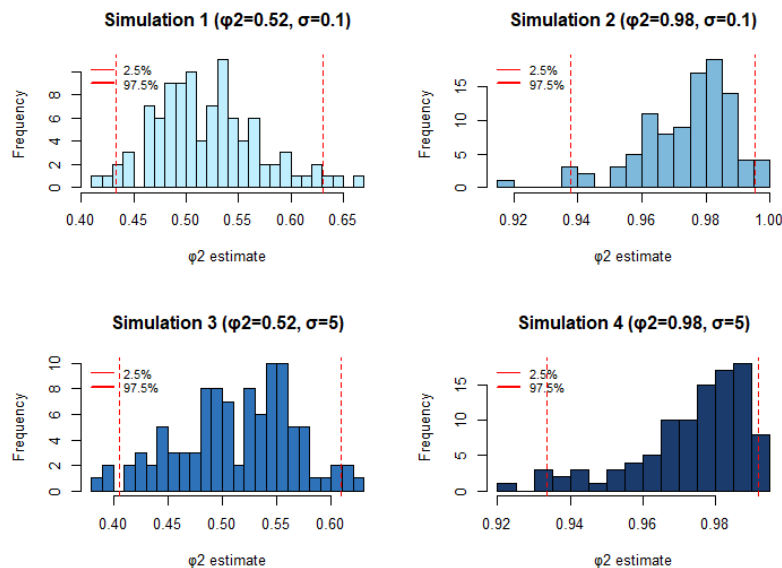 Simulation 1 (φ2=0.52, σ=0.1)
2.5%
97.5%
Frequency
0 2 4 6 8
0.40 0.45 0.50 0.55 0.60 0.65
φ2 estimate
Simulation 2 (φ2=0.98, σ=0.1)
2.5%
97.5%
Frequency
0 5 10 15
0.92 0.94 0.96 0.98 1.00
φ2 estimate
Simulation 3 (φ2=0.52, σ=5)
2.5%
97.5%
Frequency
0 2 4 6 8 10
0.40 0.45 0.50 0.55 0.60
φ2 estimate
Simulation 4 (φ2=0.98, σ=5)
2.5%
97.5%
Frequency
0 5 10 15
0.92 0.94 0.96 0.98
φ2 estimate